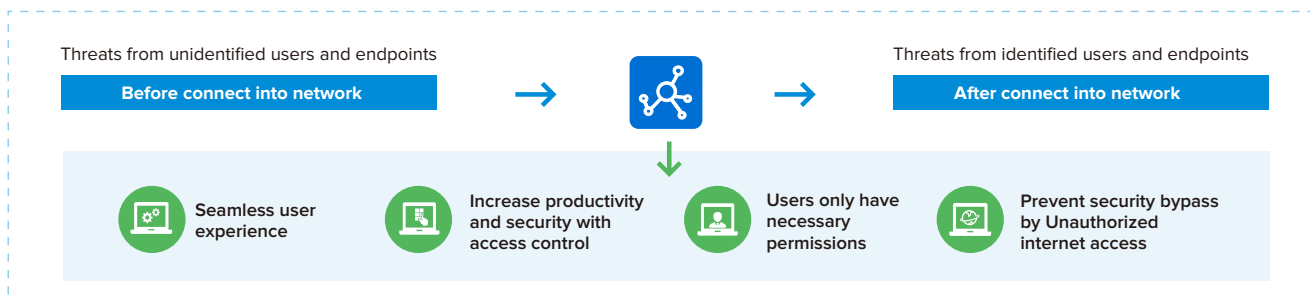 Threats from unidentified users and endpoints
Before connect into network
Threats from identified users and endpoints
After connect into network
Seamless user
experience
Increase productivity
and security with
access control
Users only have
necessary
permissions
Prevent security bypass
by Unauthorized
internet access